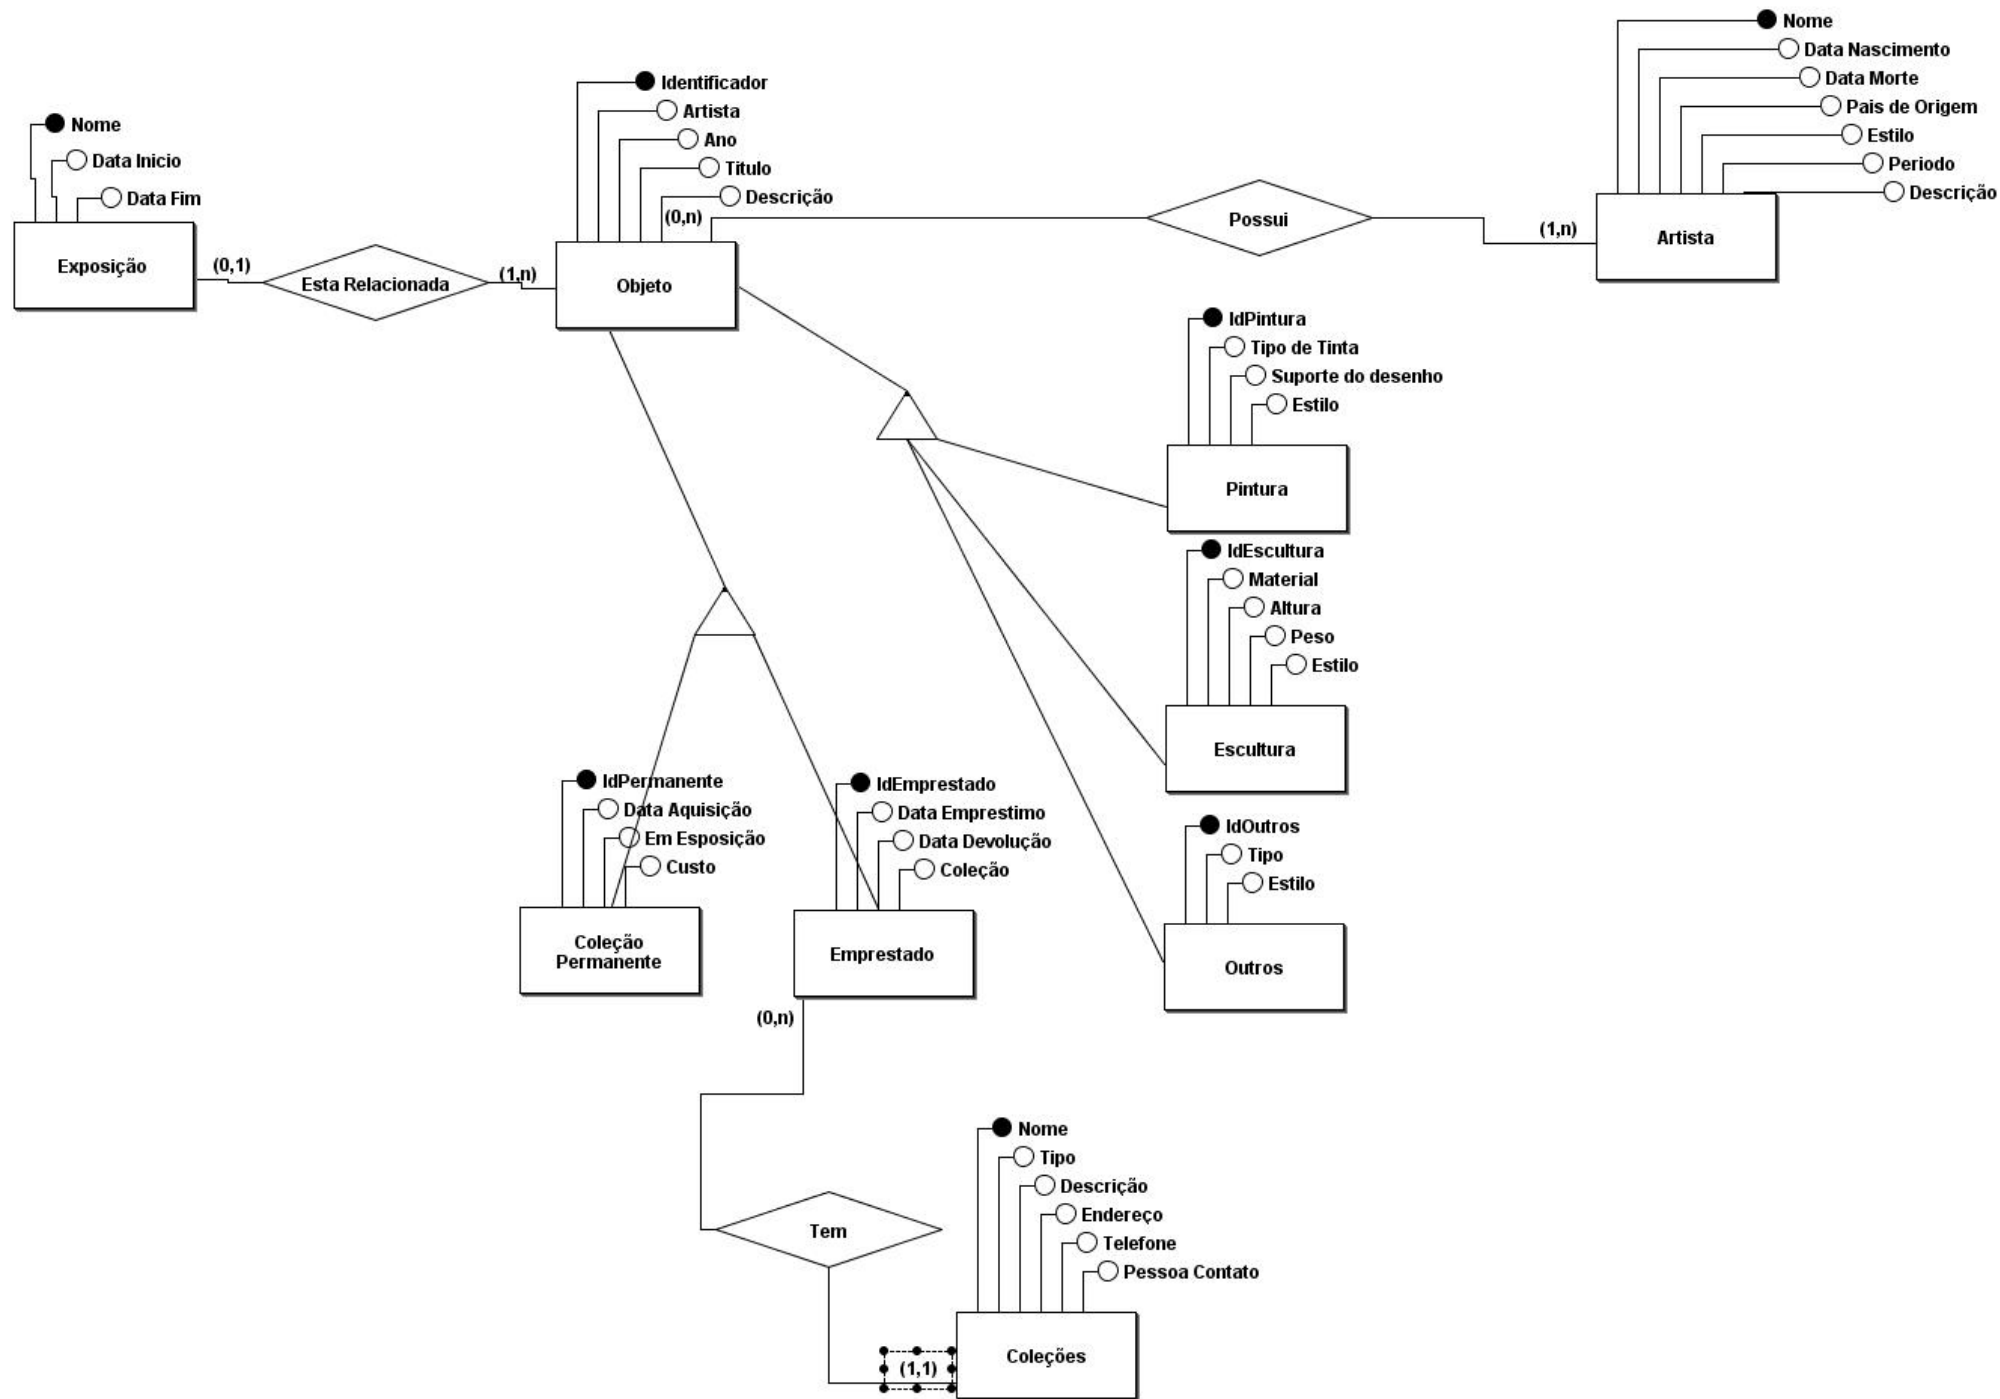 Nome
Data Nascimento
Data Morte
Pais de Origem
Estilo
Periodo
Descrição
Artista
Identificador
Artista
Ano
Titulo
Descrição
(0,n)
Objeto
Nome
Data Inicio
Data Fim
Exposição
(0,1)
Esta Relacionada
(1,n)
Possui
(1,n)
IdPintura
Tipo de Tinta
Suporte do desenho
Estilo
Pintura
IdEscultura
Material
Altura
Peso
Estilo
Escultura
IdPermanente
Data Aquisição
Em Esposição
Custo
Coleção
Permanente
IdEmprestado
Data Emprestimo
Data Devolução
Coleção
Emprestado
IdOutros
Tipo
Estilo
Outros
(0,n)
Tem
Nome
Tipo
Descrição
Endereço
Telefone
Pessoa Contato
Coleções
(1,1)